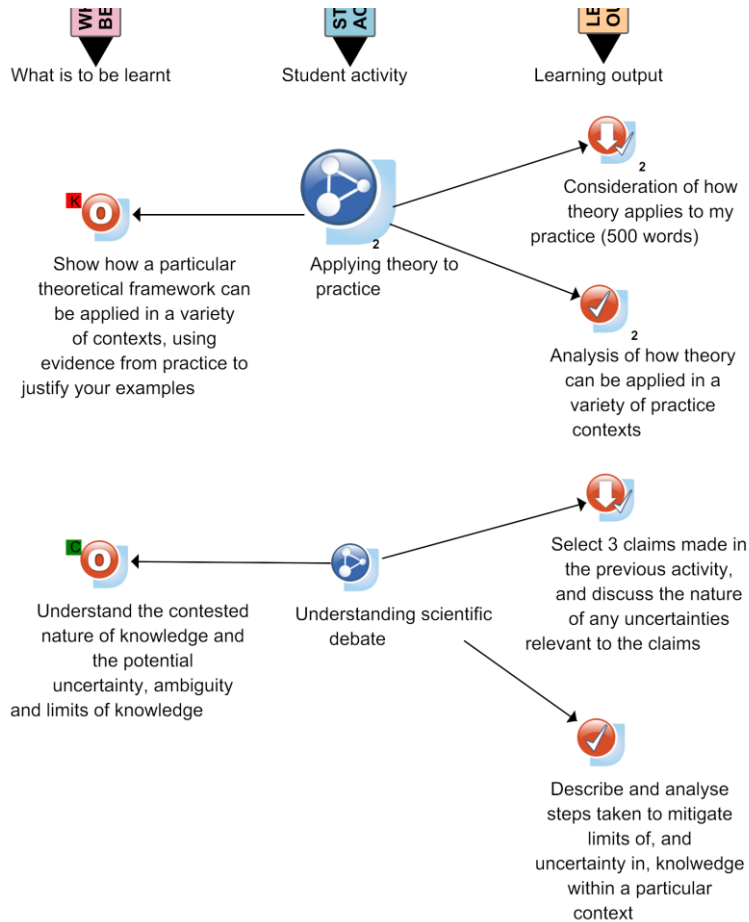 What is to be learnt
Student activity
Learning output
K
O
Show how a particular
theoretical framework can
be applied in a variety
of contexts, using
evidence from practice to
justify your examples
2
Applying theory to
practice
2
Consideration of how
theory applies to my
practice (500 words)
2
Analysis of how theory
can be applied in a
variety of practice
contexts
C
O
Understand the contested
nature of knowledge and
the potential
uncertainty, ambiguity
and limits of knowledge
Understanding scientific
debate
Select 3 claims made in
the previous activity,
and discuss the nature
of any uncertainties
relevant to the claims
Describe and analyse
steps taken to mitigate
limits of, and
uncertainty in, knolwedge
within a particular
context